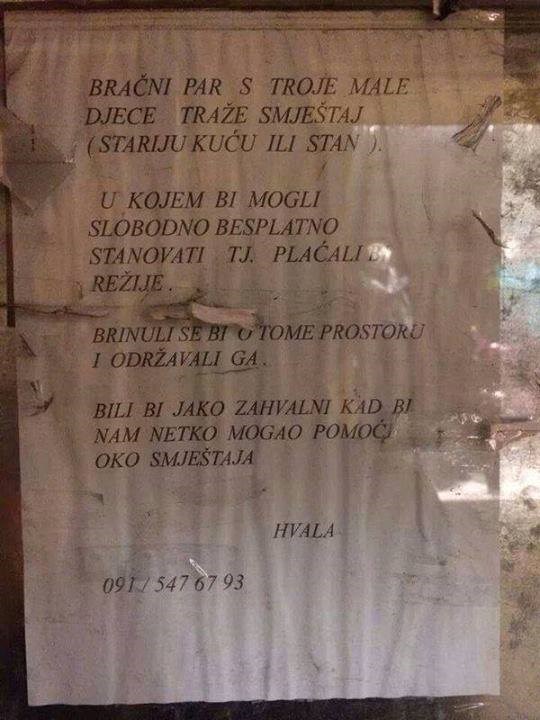 BRAČNI PAR S TROJE MALE
DJECE TRAŽE SMJEŠTAJ
( STARIJU KUĆU ILI STAN ).
U KOJEM BI MOGLI
SLOBODNO BESPLATNO
STANOVATI TJ. PLAĆALI BI
REŽIJE .
BRINULI SE BI O TOME PROSTORU
I ODRŽAVALI GA .
BILI BI JAKO ZAHVALNI KAD BI
NAM NETKO MOGAO POMOĆI
OKO SMJEŠTAJA
HVALA
091 / 547 67 93